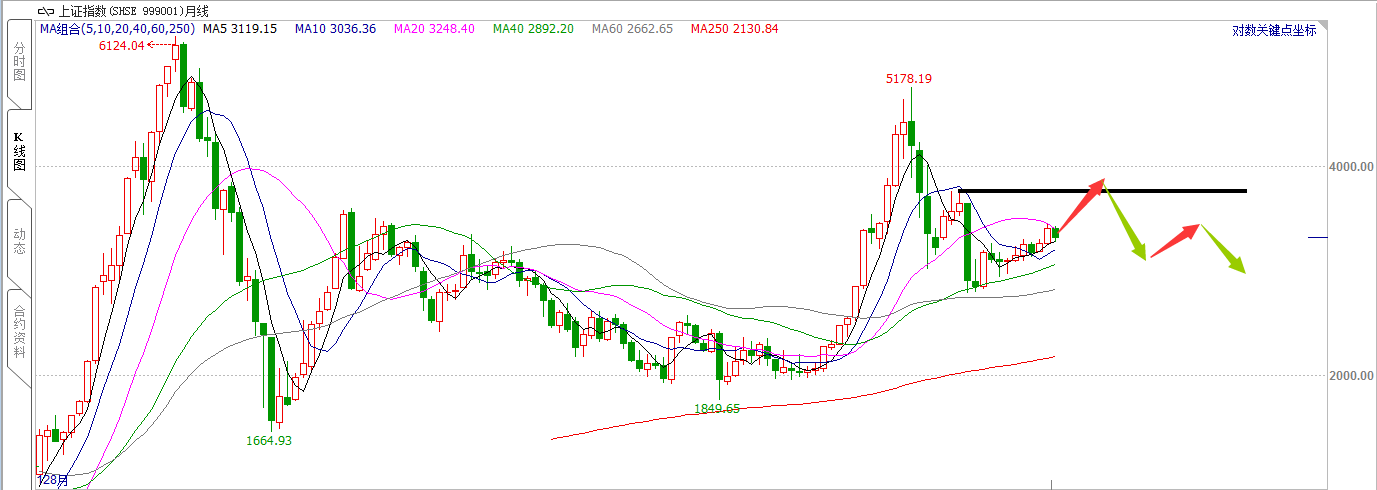 上证指数(SHSE 999001)月线
MA组合(5,10,20,40,60,250) MA5 3119.15 MA10 3036.36 MA20 3248.40 MA40 2892.20 MA60 2662.65 MA250 2130.84
对数关键点坐标
6124.04
5178.19
4000.00
2000.00
1849.65
1664.93
128月
分时图
K线图
动态
合约资料